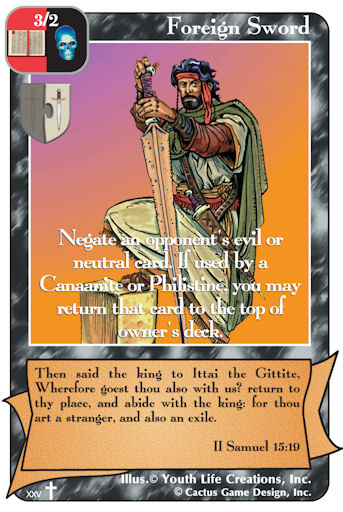 3/2
Foreign Sword
Negate an opponent's evil or
neutral card. If used by a
Canaanite or Philistine, you may
return that card to the top of
owner's deck.
Then said the king to Ittai the Gittite,
Wherefore goest thou also with us? return to
thy place, and abide with the king: for thou
art a stranger, and also an exile.
II Samuel 15:19
Illus.© Youth Life Creations, Inc.
© Cactus Game Design, Inc.
XXV